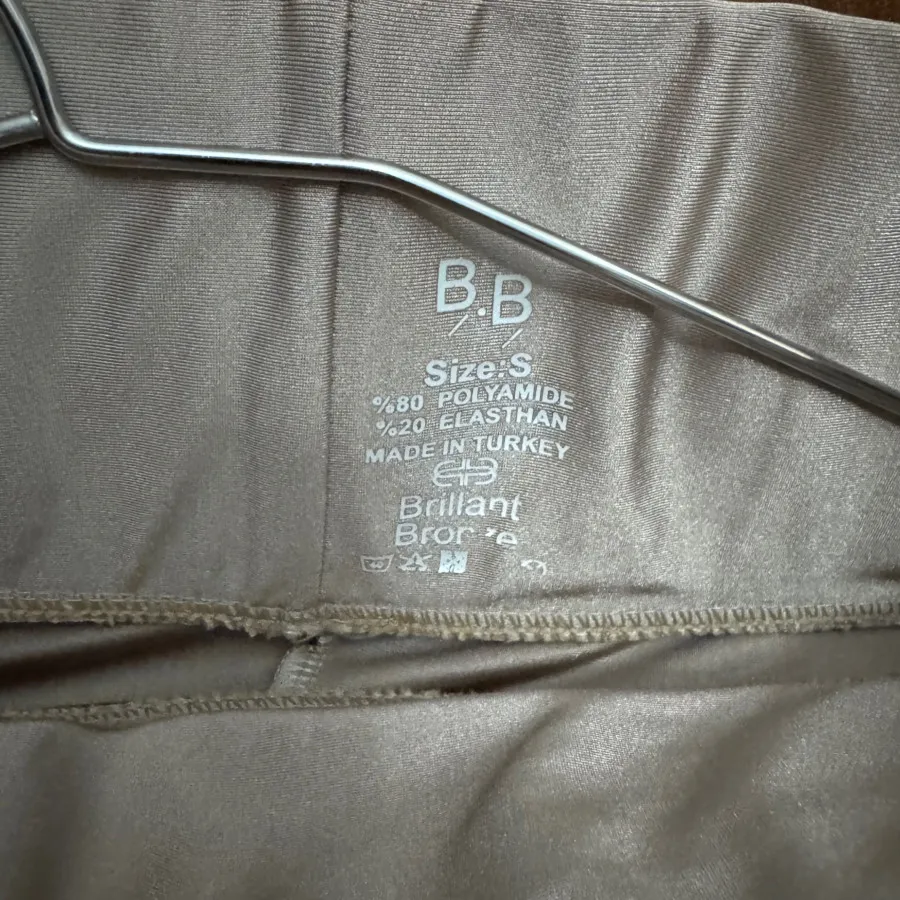 B.B
Size:S
%80 POLYAMIDE
%20 ELASTHAN
MADE IN TURKEY
Brillant